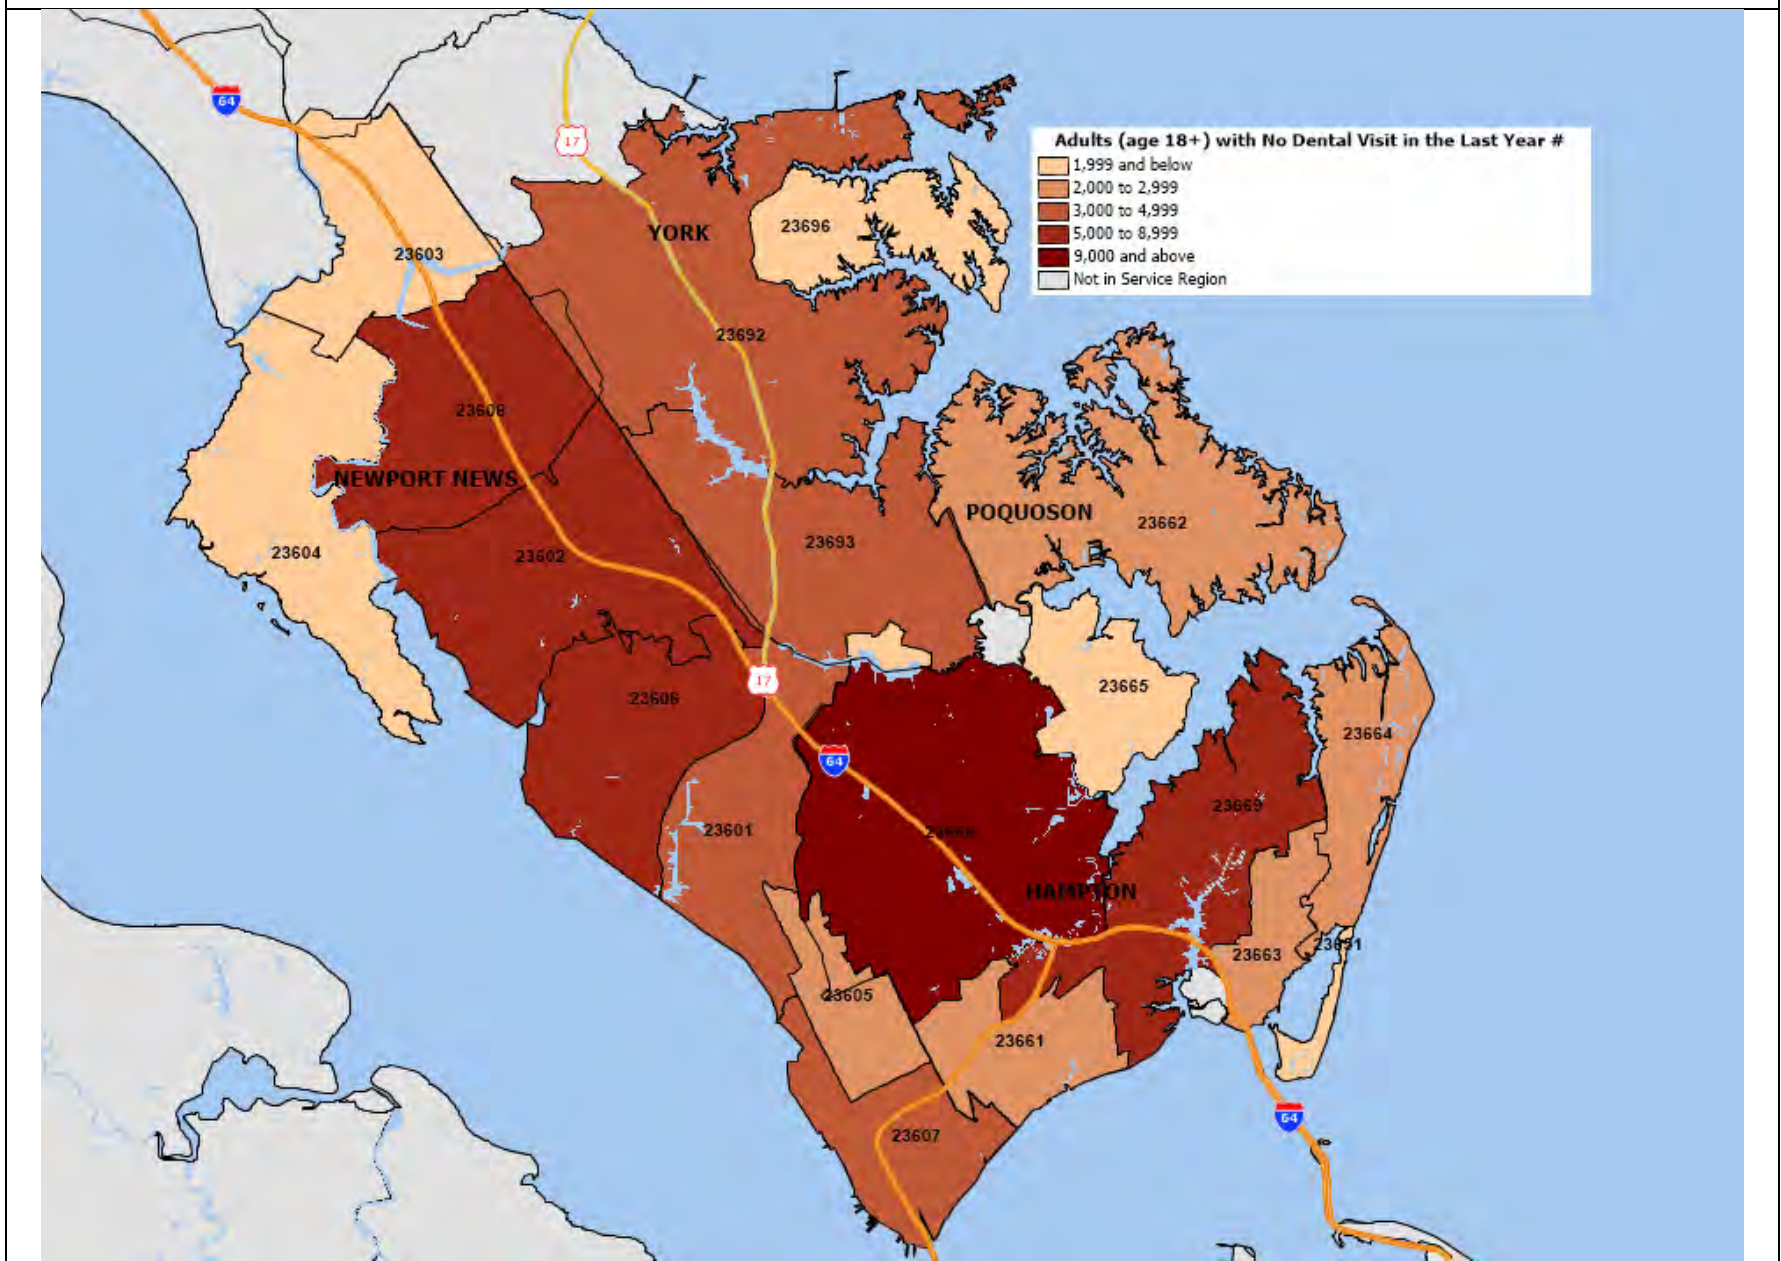 64
17
Adults (age 18+) with No Dental Visit in the Last Year #
1,999 and below
2,000 to 2,999
3,000 to 4,999
5,000 to 8,999
9,000 and above
Not in Service Region
23696
YORK
23603
23692
23608
NEWPORT NEWS
POQUOSON
23662
23693
23604
23602
17
23665
23606
23664
64
23669
23601
23666
HAMPTON
23651
23663
23605
23661
64
23607